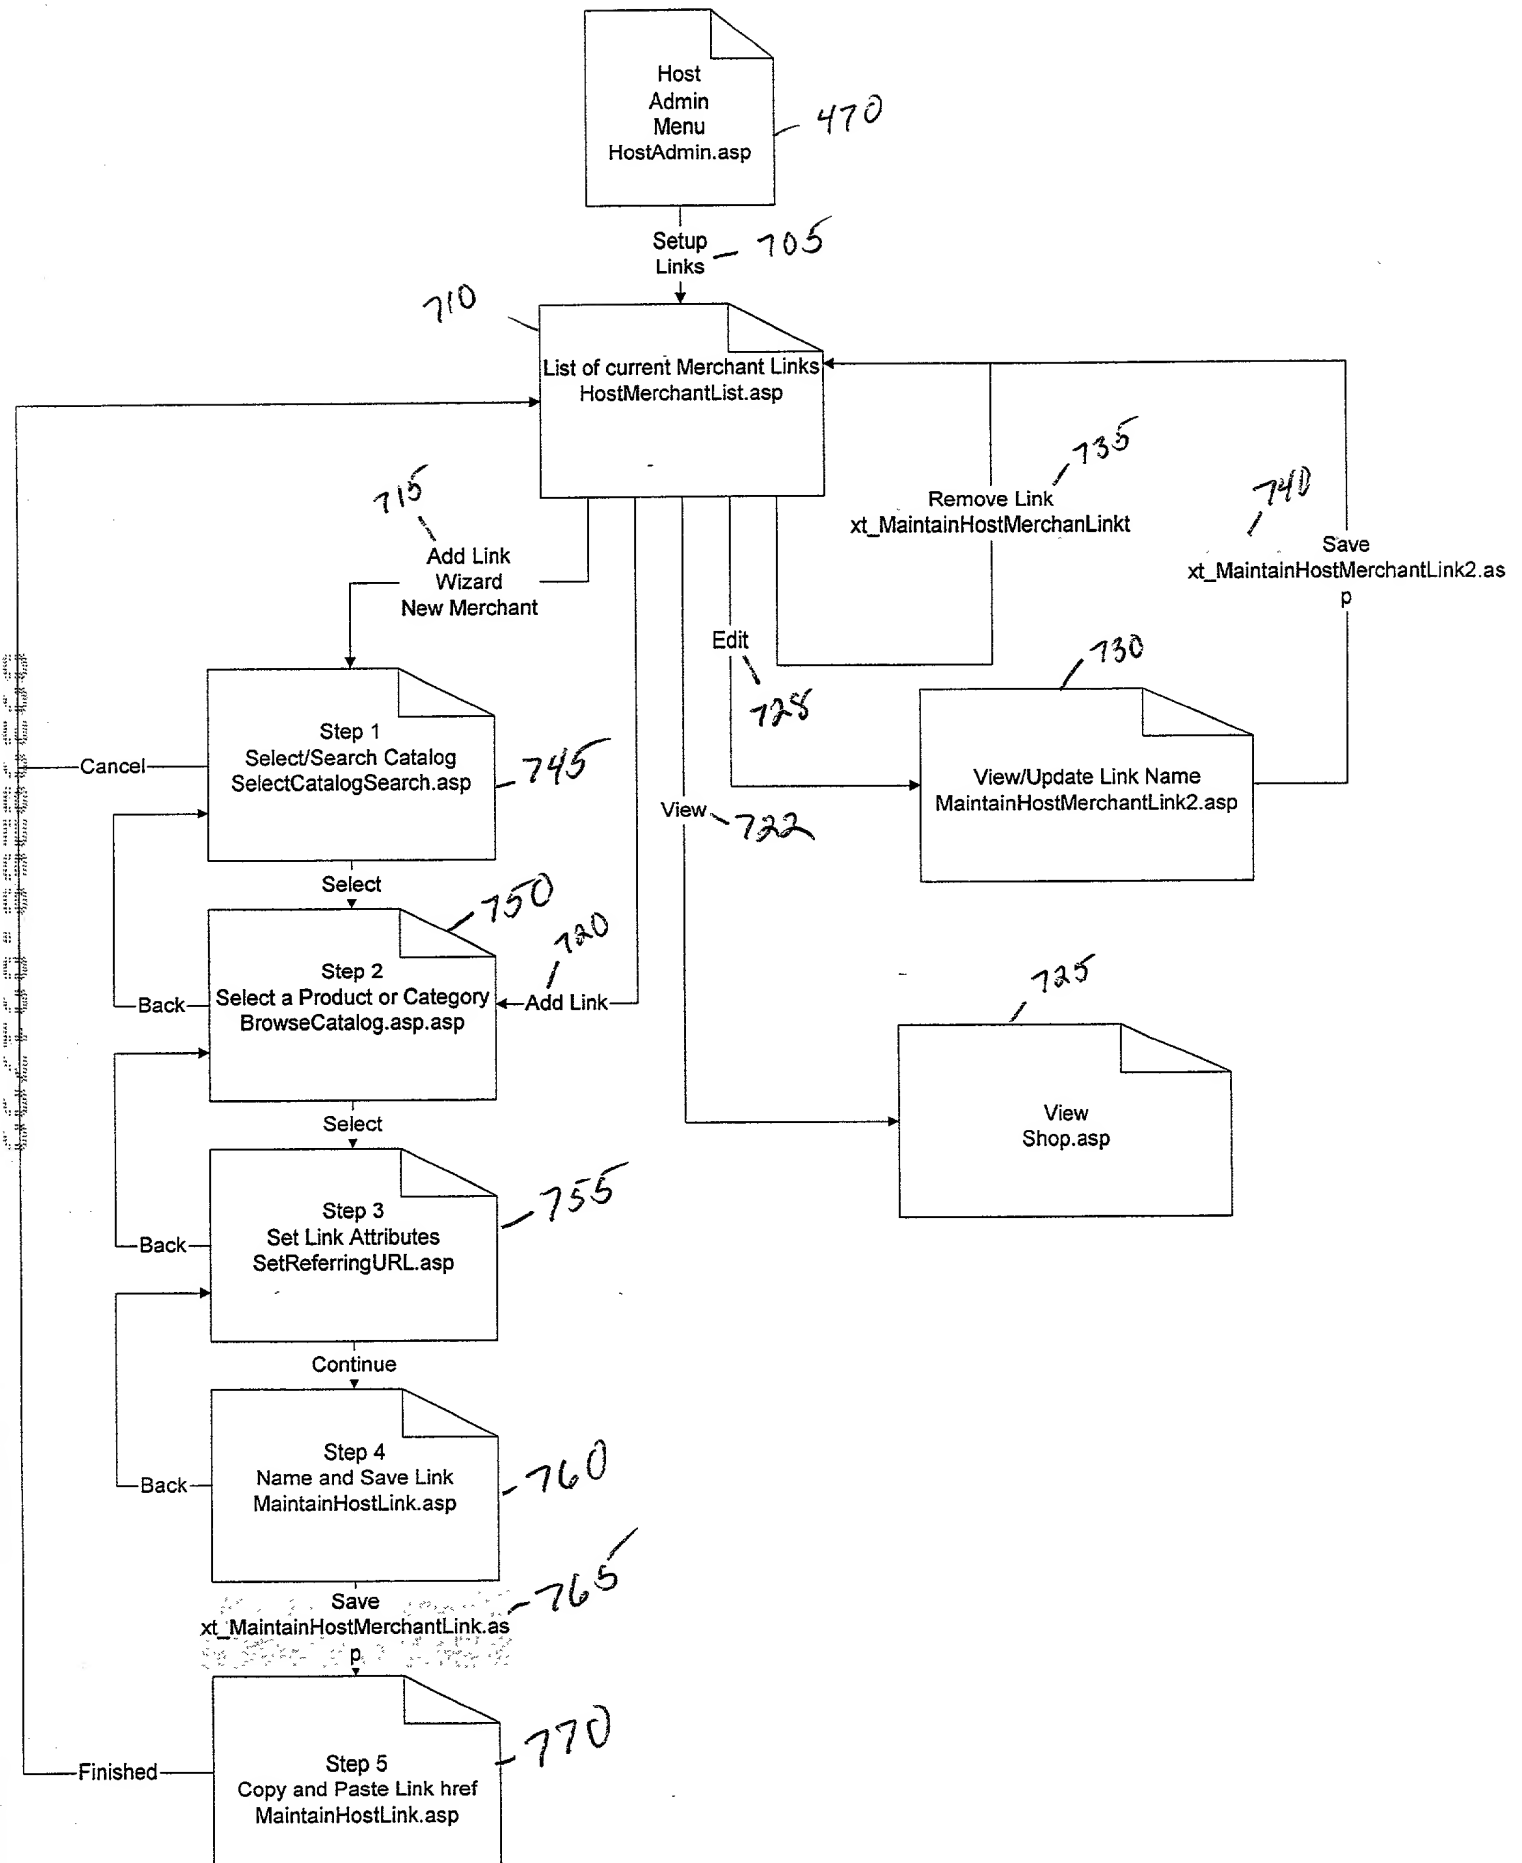 Host
Admin
Menu
HostAdmin.asp
470
Setup
Links
705
710
List of current Merchant Links
HostMerchantList.asp
715
Add Link
Wizard
New Merchant
735
Remove Link
xt_MaintainHostMerchanLinkt
740
Save
xt_MaintainHostMerchantLink2.as
p
Edit
728
730
View/Update Link Name
MaintainHostMerchantLink2.asp
Step 1
Select/Search Catalog
SelectCatalogSearch.asp
745
Cancel
View
722
Select
750
720
Step 2
Select a Product or Category
BrowseCatalog.asp.asp
Back
Add Link
725
View
Shop.asp
Select
Step 3
Set Link Attributes
SetReferringURL.asp
755
Back
Continue
Step 4
Name and Save Link
MaintainHostLink.asp
760
Back
Save
xt_MaintainHostMerchantLink.as
p
765
Step 5
Copy and Paste Link href
MaintainHostLink.asp
770
Finished